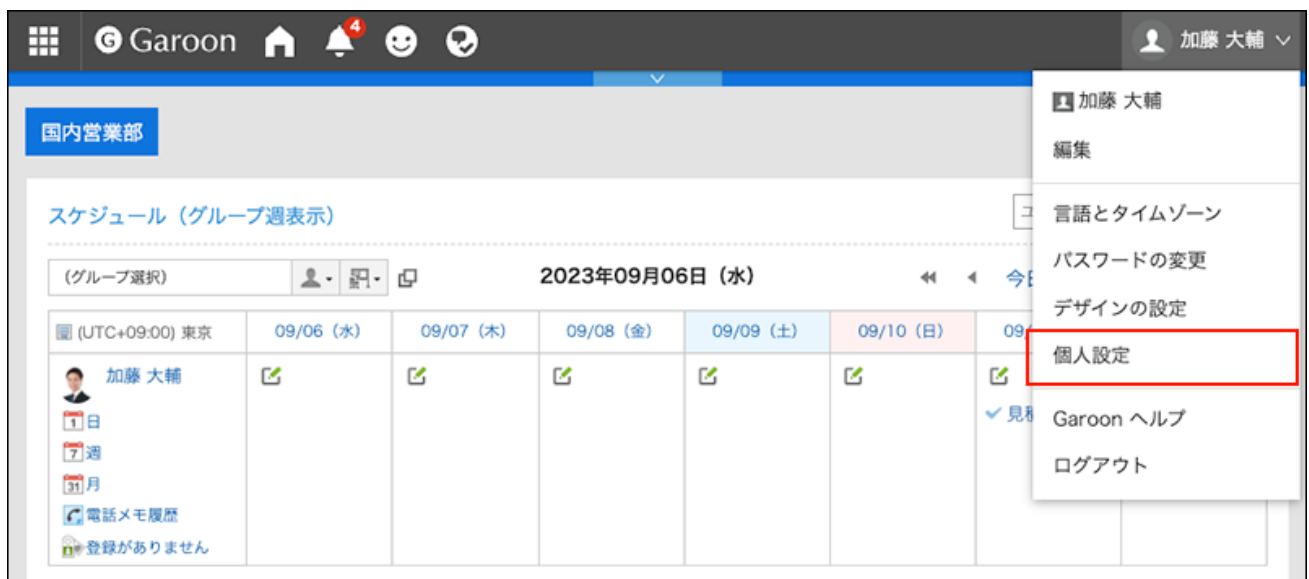 G Garoon 4 加藤 大輔
国内営業部
加藤 大輔
編集
言語とタイムゾーン
パスワードの変更
デザインの設定
個人設定
Garoon ヘルプ
ログアウト
スケジュール（グループ週表示）
(グループ選択)
2023年09月06日（水）
今
(UTC+09:00) 東京 09/06（水） 09/07（木） 09/08（金） 09/09（土） 09/10（日） 09
加藤 大輔
見
1 日
7 週
31 月
電話メモ履歴
登録がありません